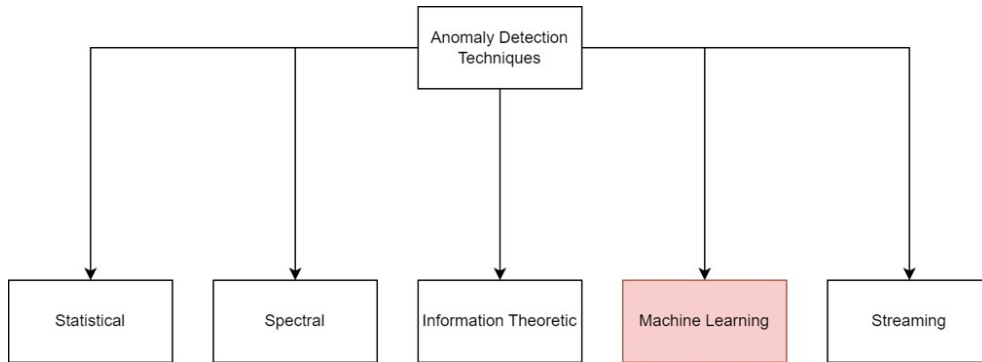 Anomaly Detection
Techniques
Statistical
Spectral
Information Theoretic
Machine Learning
Streaming